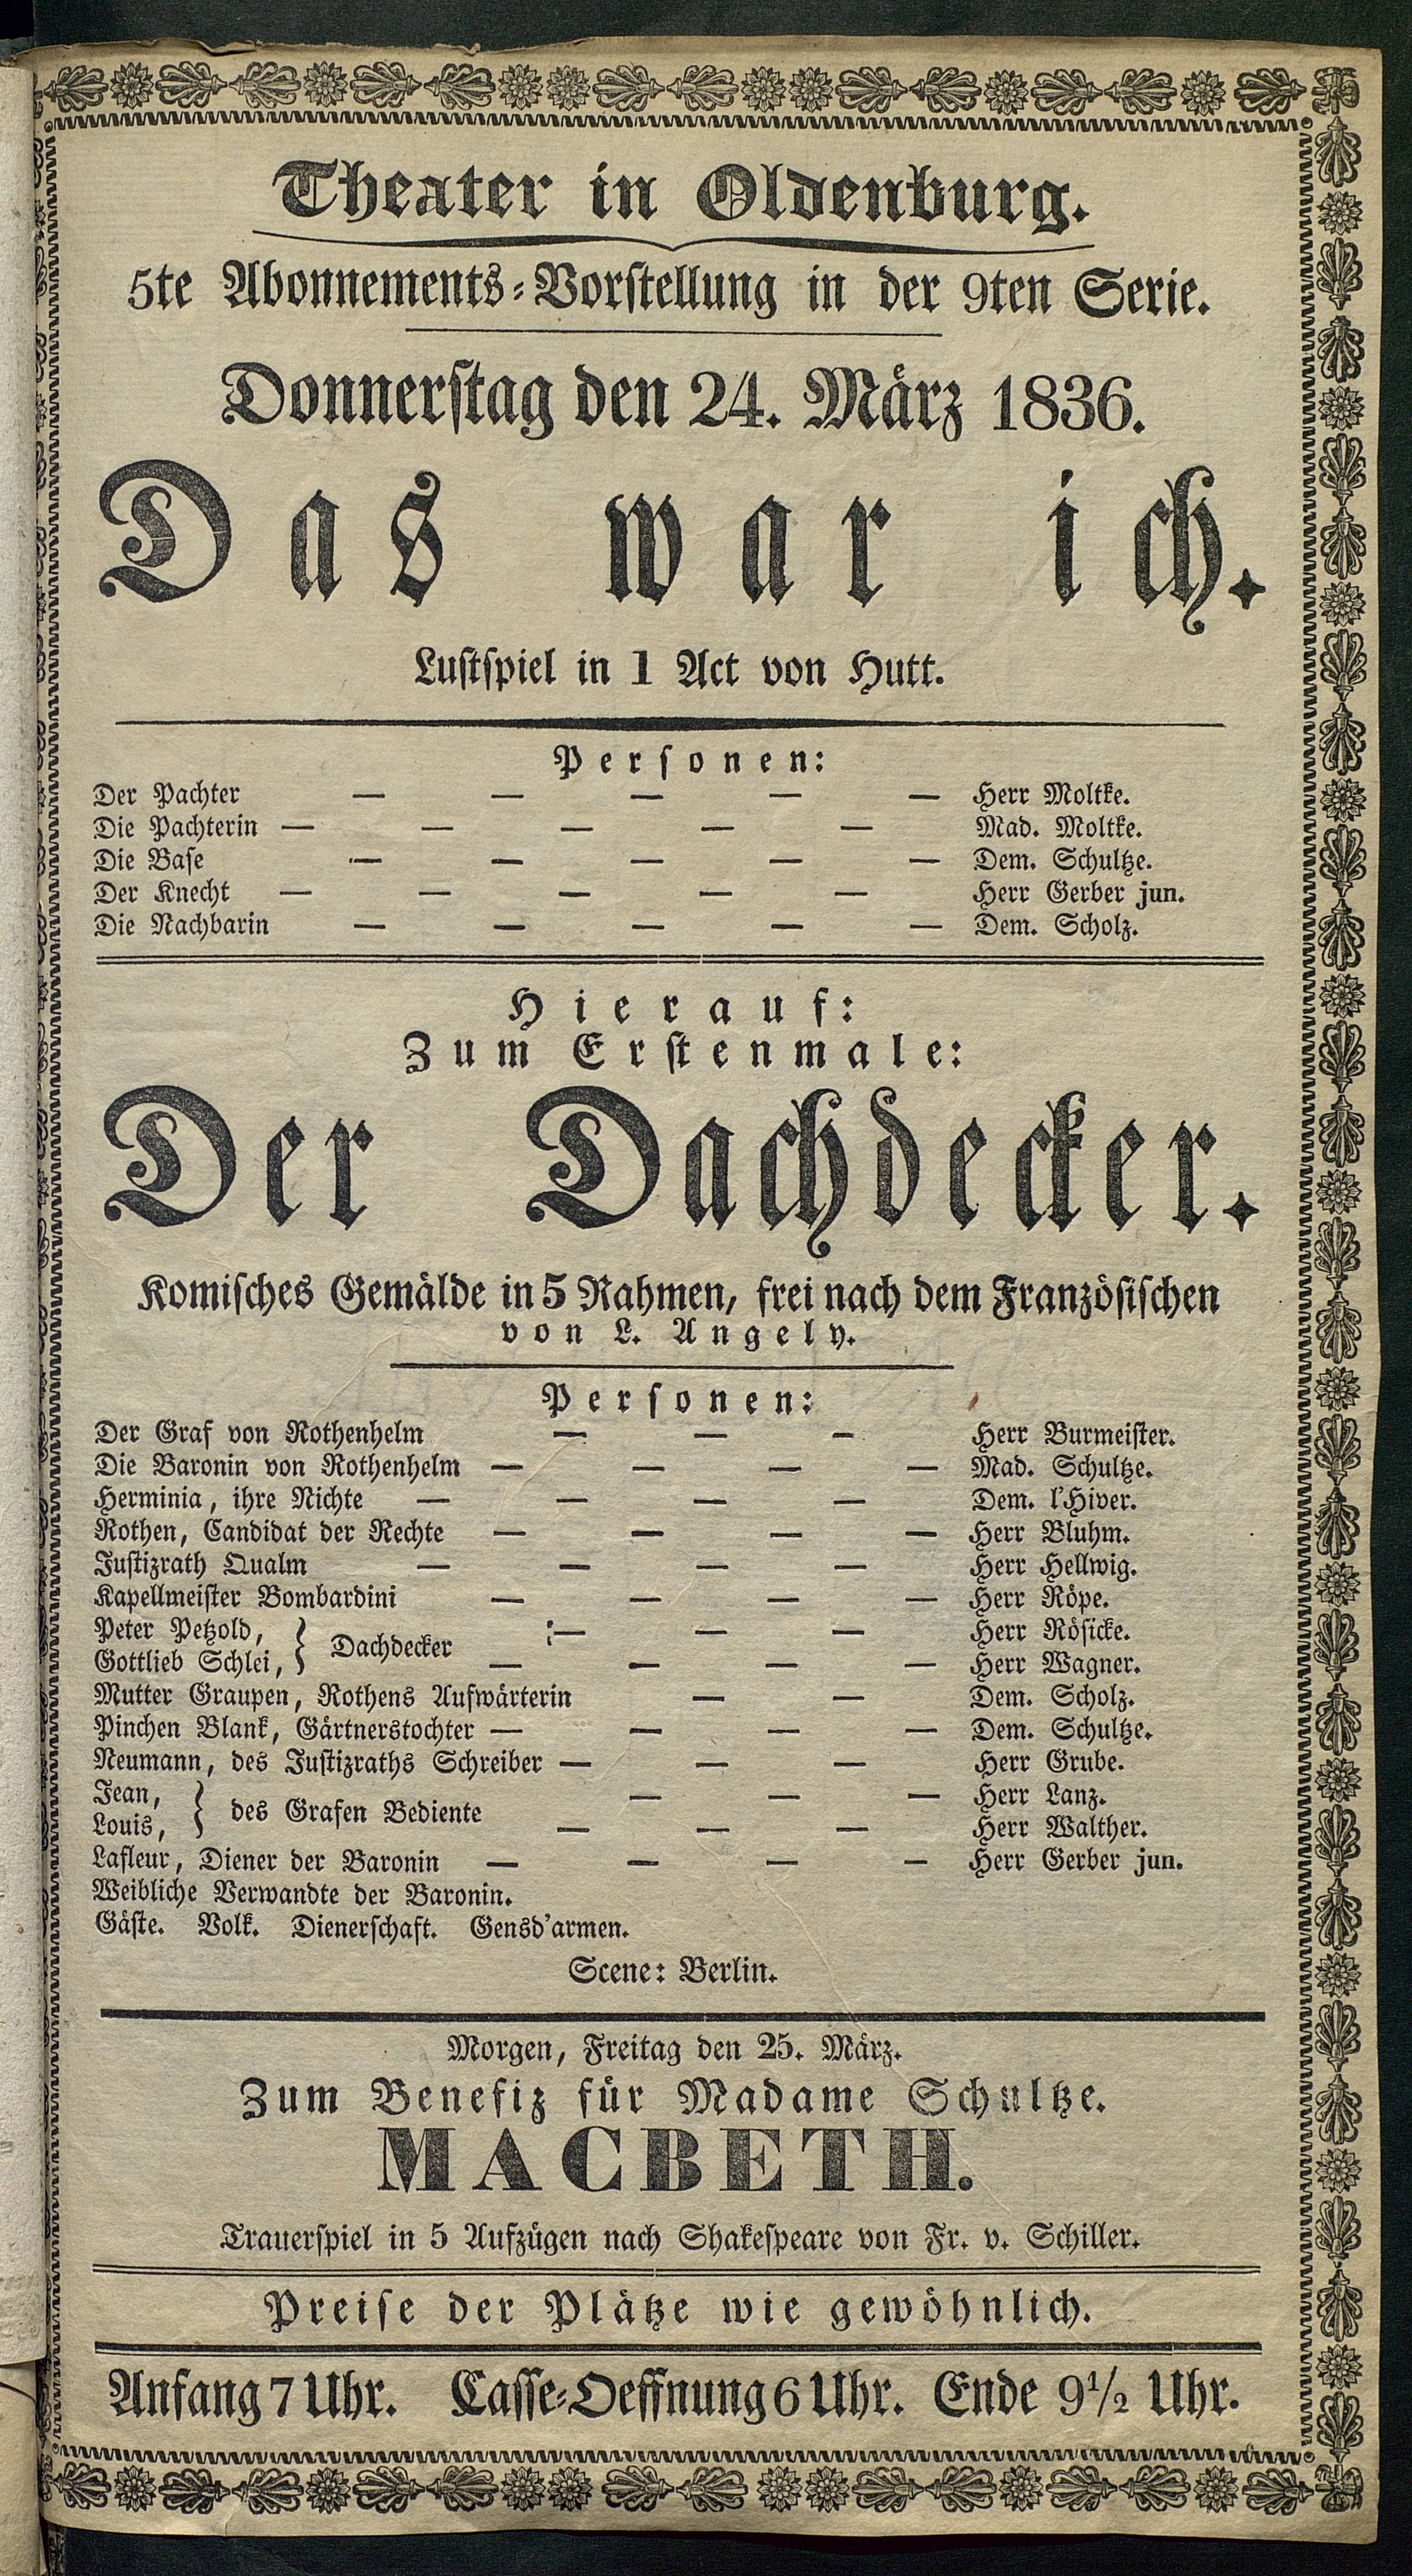 Theater in Oldenburg.
5te Abonnements-Vorstellung in der 9ten Serie.
Donnerstag den 24. März 1836.
Das war ich.
Lustspiel in 1 Act von Hutt.
Personen:
Der Pachter — — — — — Herr Moltke.
Die Pachterin — — — — — Mad. Moltke.
Die Base — — — — — Dem. Schultze.
Der Knecht — — — — — Herr Gerber jun.
Die Nachbarin — — — — — Dem. Scholz.
Hierauf:
Zum Erstenmale:
Der Dachdecker.
Komisches Gemälde in 5 Rahmen, frei nach dem Französischen
von L. Angely.
Personen:
Der Graf von Rothenhelm — — — Herr Burmeister.
Die Baronin von Rothenhelm — — — — Mad. Schultze.
Herminia, ihre Nichte — — — — Dem. l'Hiver.
Rothen, Candidat der Rechte — — — — Herr Bluhm.
Justizrath Qualm — — — — Herr Hellwig.
Kapellmeister Bombardini — — — — Herr Röpe.
Peter Petzold, } Dachdecker — — — Herr Rösicke.
Gottlieb Schlei, — — — — Herr Wagner.
Mutter Graupen, Rothens Aufwärterin — — Dem. Scholz.
Pinchen Blank, Gärtnerstochter — — — — Dem. Schultze.
Neumann, des Justizraths Schreiber — — — Herr Grube.
Jean, } des Grafen Bediente — — — Herr Lanz.
Louis, — — — Herr Walther.
Lafleur, Diener der Baronin — — — — Herr Gerber jun.
Weibliche Verwandte der Baronin.
Gäste. Volk. Dienerschaft. Gensd'armen.
Scene: Berlin.
Morgen, Freitag den 25. März.
Zum Benefiz für Madame Schultze.
MACBETH.
Trauerspiel in 5 Aufzügen nach Shakespeare von Fr. v. Schiller.
Preise der Plätze wie gewöhnlich.
Anfang 7 Uhr. Casse-Oeffnung 6 Uhr. Ende 9 1/2 Uhr.